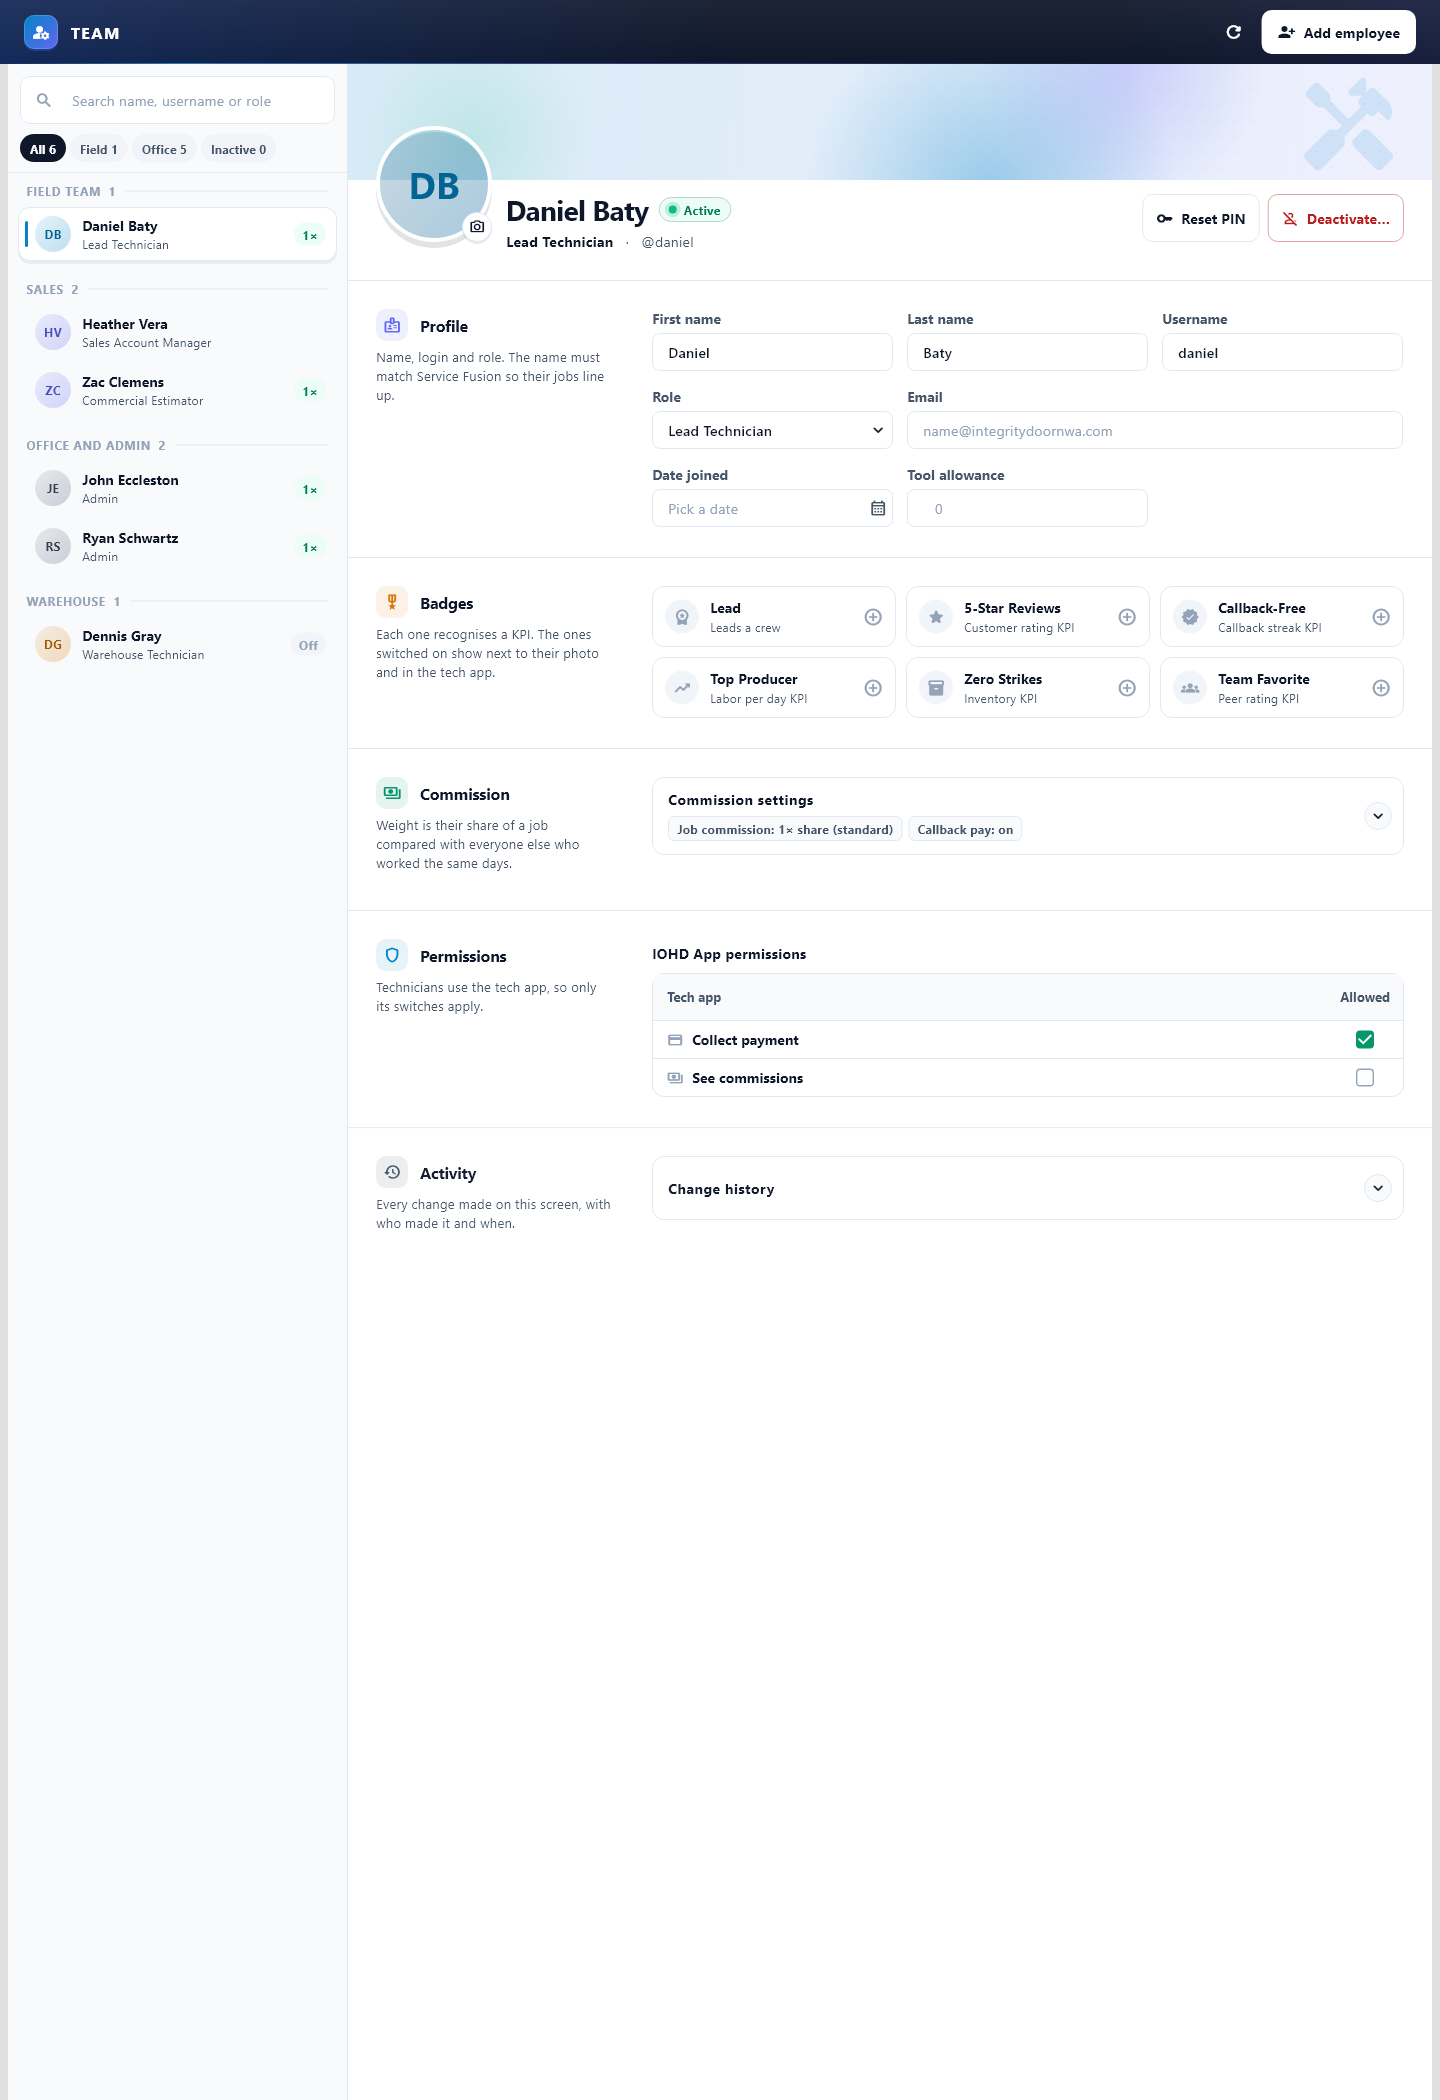 TEAM
Add employee
Search name, username or role
All 6
Field 1
Office 5
Inactive 0
FIELD TEAM 1
DB
Daniel Baty
Lead Technician
1×
SALES 2
HV
Heather Vera
Sales Account Manager
ZC
Zac Clemens
Commercial Estimator
1×
OFFICE AND ADMIN 2
JE
John Eccleston
Admin
1×
RS
Ryan Schwartz
Admin
1×
WAREHOUSE 1
DG
Dennis Gray
Warehouse Technician
Off
DB
Daniel Baty
Active
Lead Technician · @daniel
Reset PIN
Deactivate...
Profile
Name, login and role. The name must
match Service Fusion so their jobs line
up.
First name
Last name
Username
Daniel
Baty
daniel
Role
Email
Lead Technician
name@integritydoornwa.com
Date joined
Tool allowance
Pick a date
0
Badges
Each one recognises a KPI. The ones
switched on show next to their photo
and in the tech app.
Lead
Leads a crew
5-Star Reviews
Customer rating KPI
Callback-Free
Callback streak KPI
Top Producer
Labor per day KPI
Zero Strikes
Inventory KPI
Team Favorite
Peer rating KPI
Commission
Weight is their share of a job
compared with everyone else who
worked the same days.
Commission settings
Job commission: 1× share (standard)
Callback pay: on
Permissions
Technicians use the tech app, so only
its switches apply.
IOHD App permissions
Tech app
Allowed
Collect payment
See commissions
Activity
Every change made on this screen, with
who made it and when.
Change history